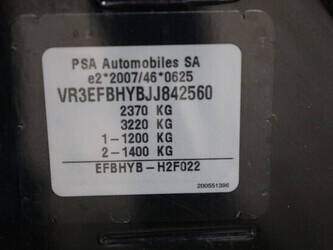 PSA Automobiles SA
e2*2007/46*0625
VR3EFBHYBJJ842560
2370 KG
3220 KG
1-1200 KG
2-1400 KG
EFBHYB-H2F022
200551396